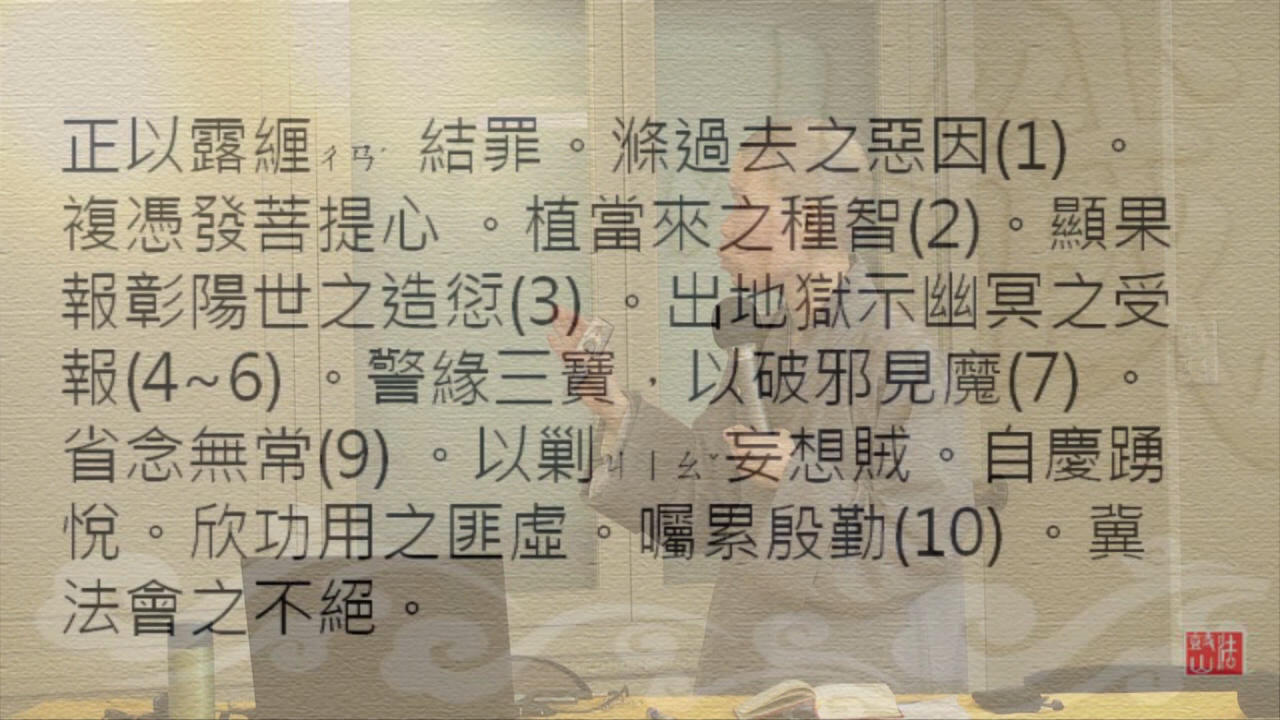 正以露纏ㄔㄢˊ 結罪。滌過去之惡因(1) 。
複憑發菩提心 。植當來之種智(2)。顯果
報彰陽世之造愆(3) 。出地獄示幽冥之受
報(4~6) 。警緣三寶，以破邪見魔(7) 。
省念無常(9) 。以剿ㄐㄧㄠˇ妄想賊。自慶踴
悅。欣功用之匪虛。囑累殷勤(10) 。冀
法會之不絕。
法鼓山